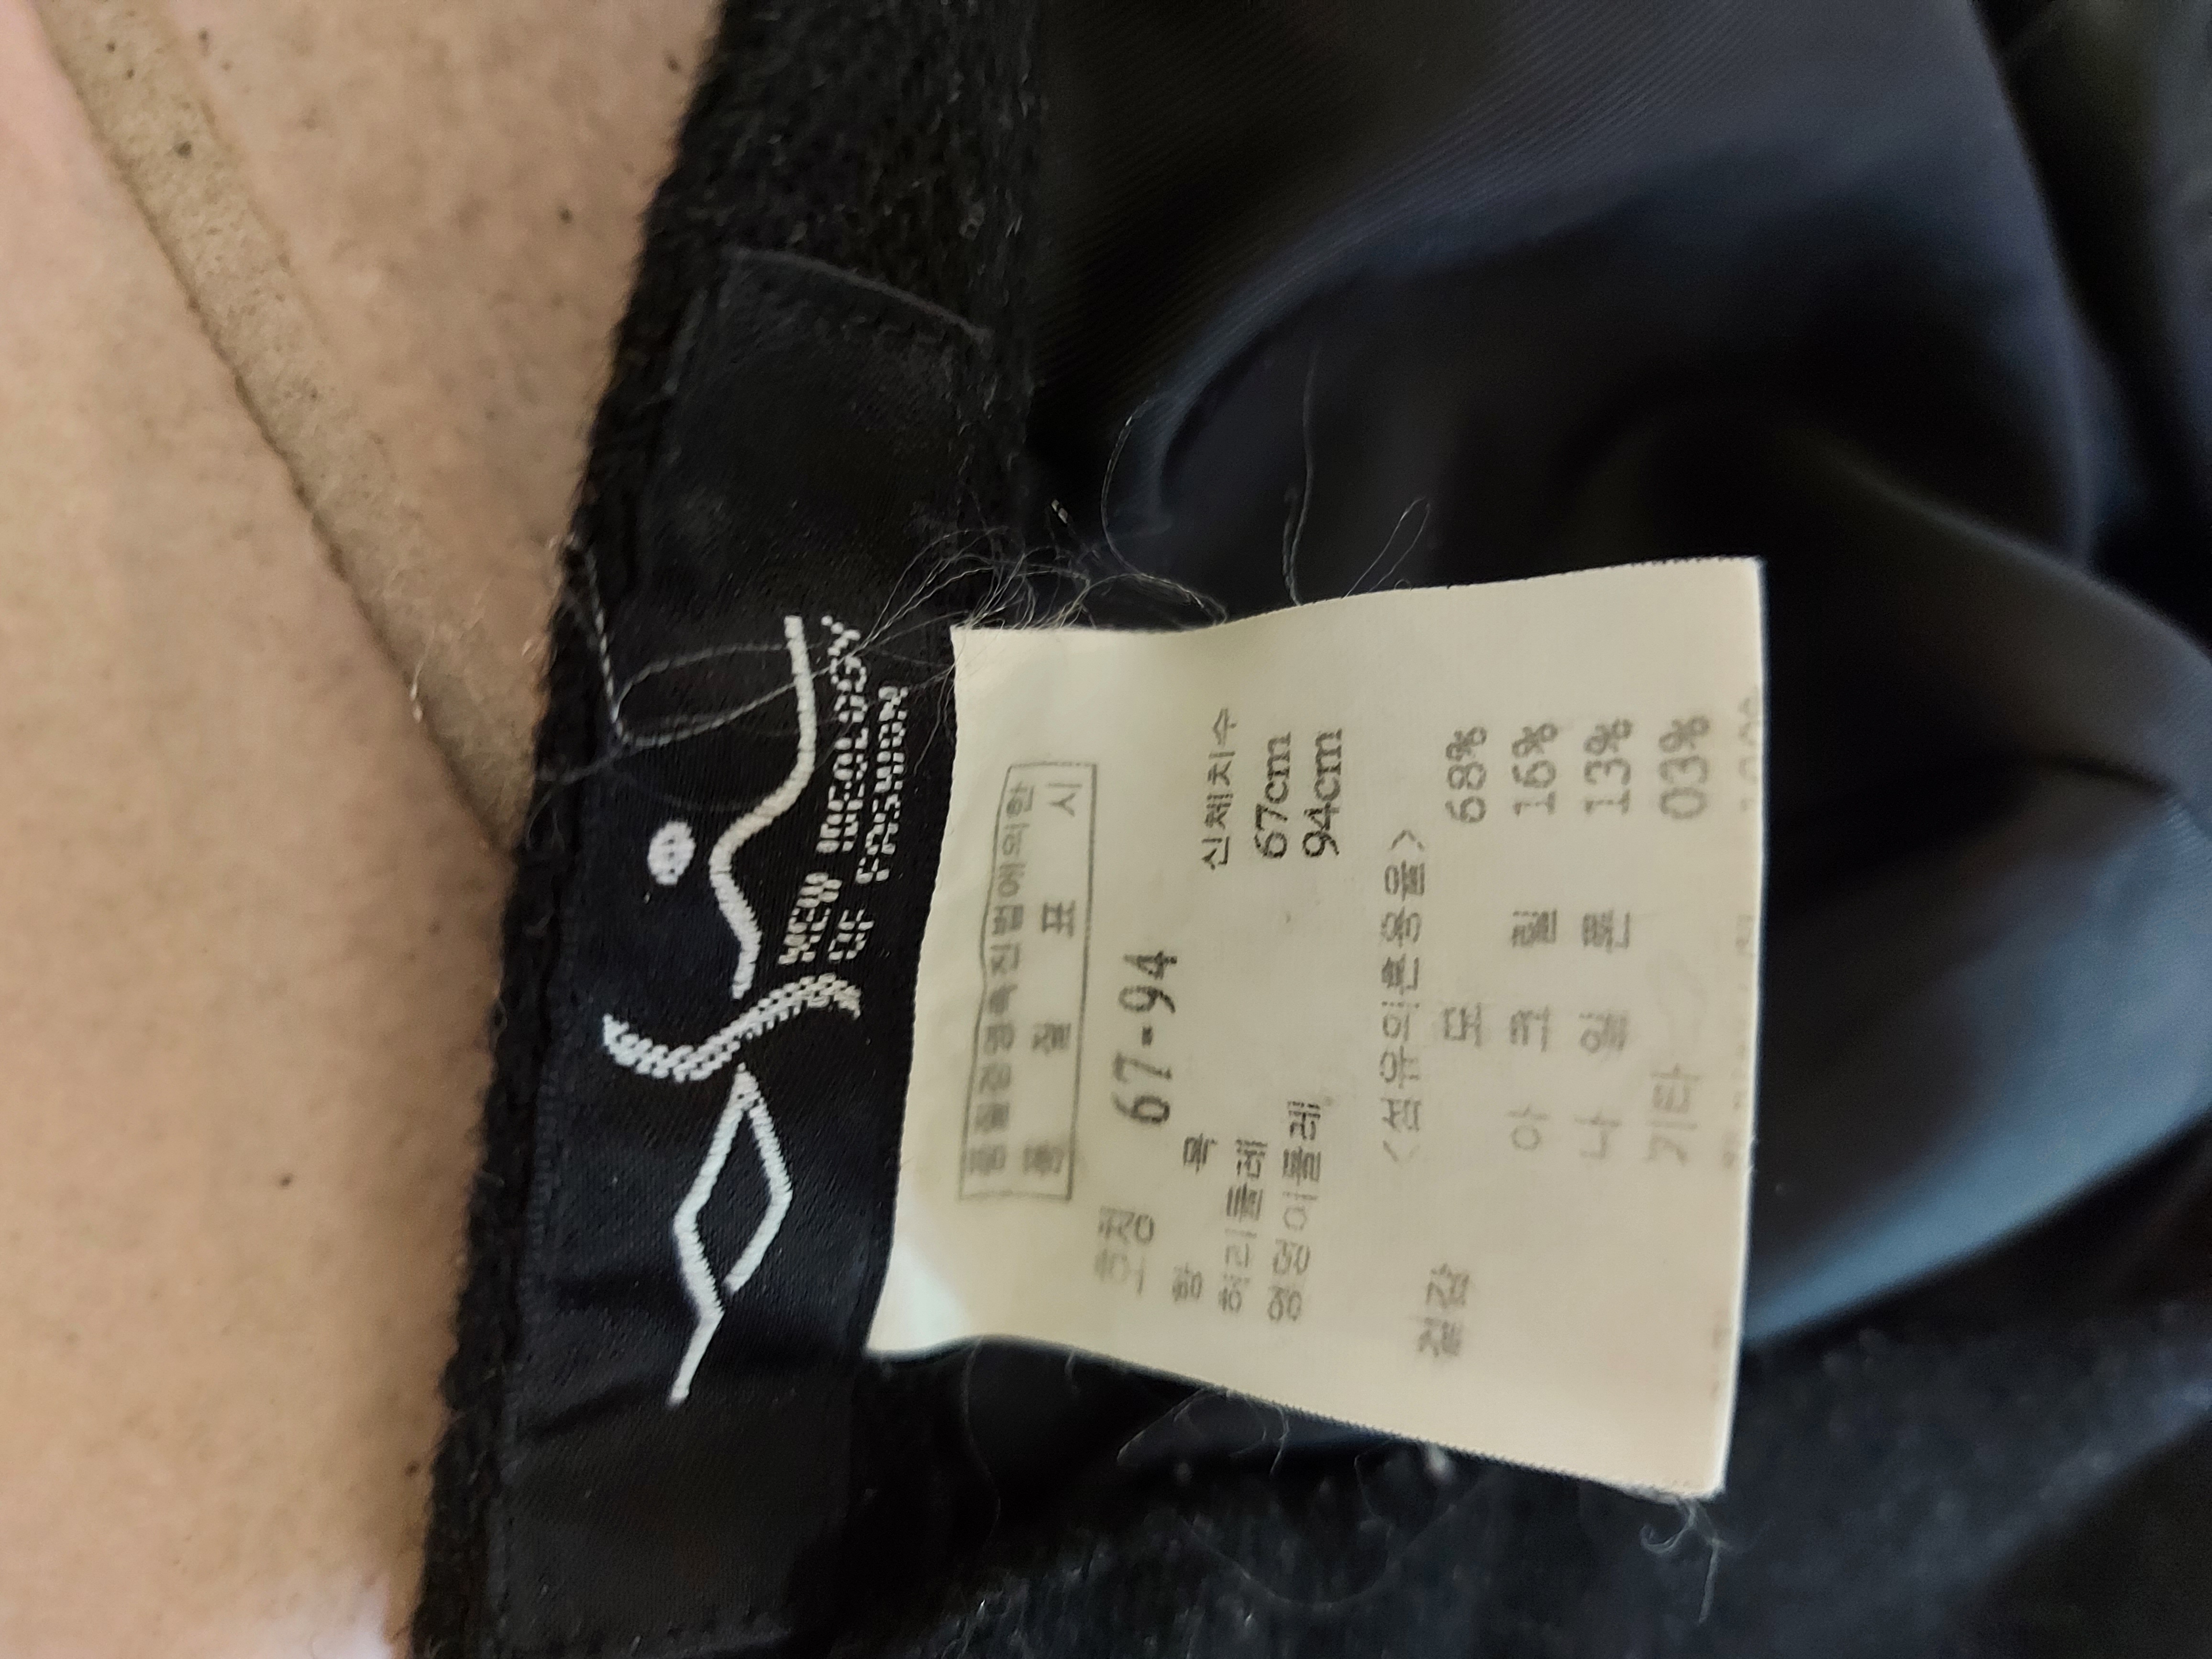 NEW IDEOLOGY
OF FASHION
품질경영촉진법에의한
품 질 표 시
호칭 67-94
항 목 신체치수
허리둘레 67cm
엉덩이둘레 94cm
<섬유의혼용율>
겉감 모 68%
아 크 릴 16%
나 일 론 13%
기타 03%